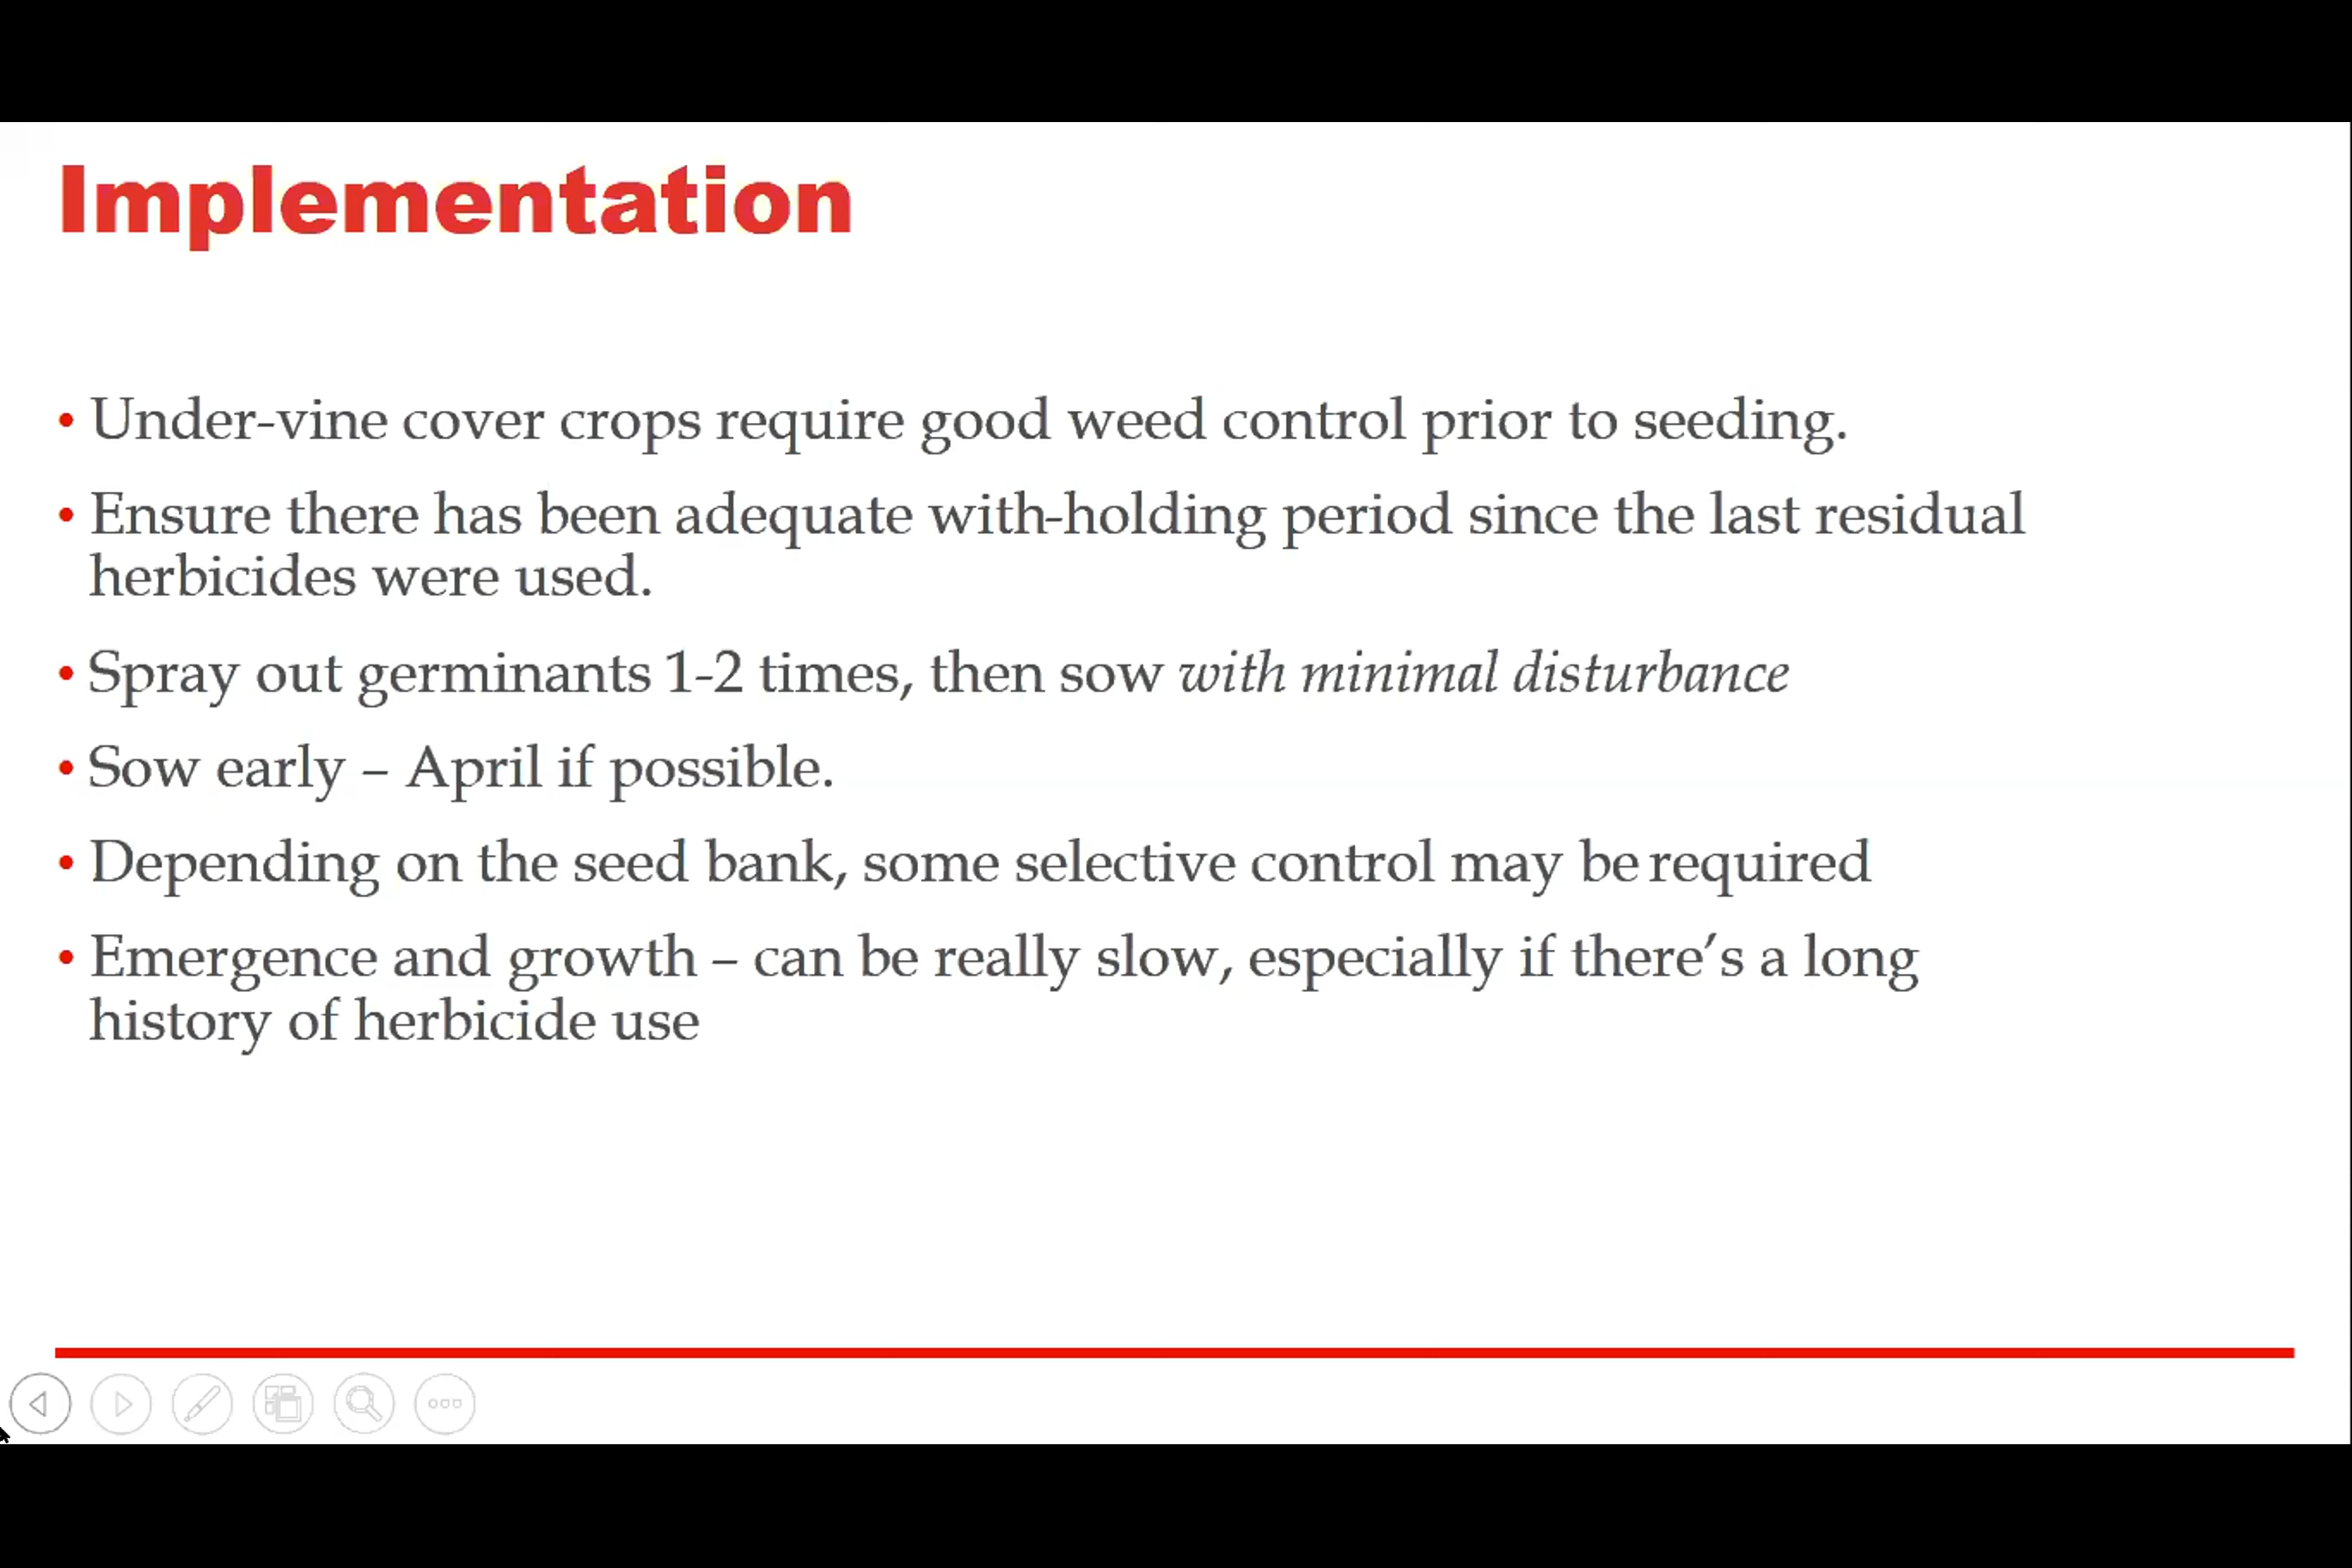 Implementation
• Under-vine cover crops require good weed control prior to seeding.
• Ensure there has been adequate with-holding period since the last residual
herbicides were used.
• Spray out germinants 1-2 times, then sow with minimal disturbance
• Sow early – April if possible.
• Depending on the seed bank, some selective control may be required
• Emergence and growth – can be really slow, especially if there’s a long
history of herbicide use